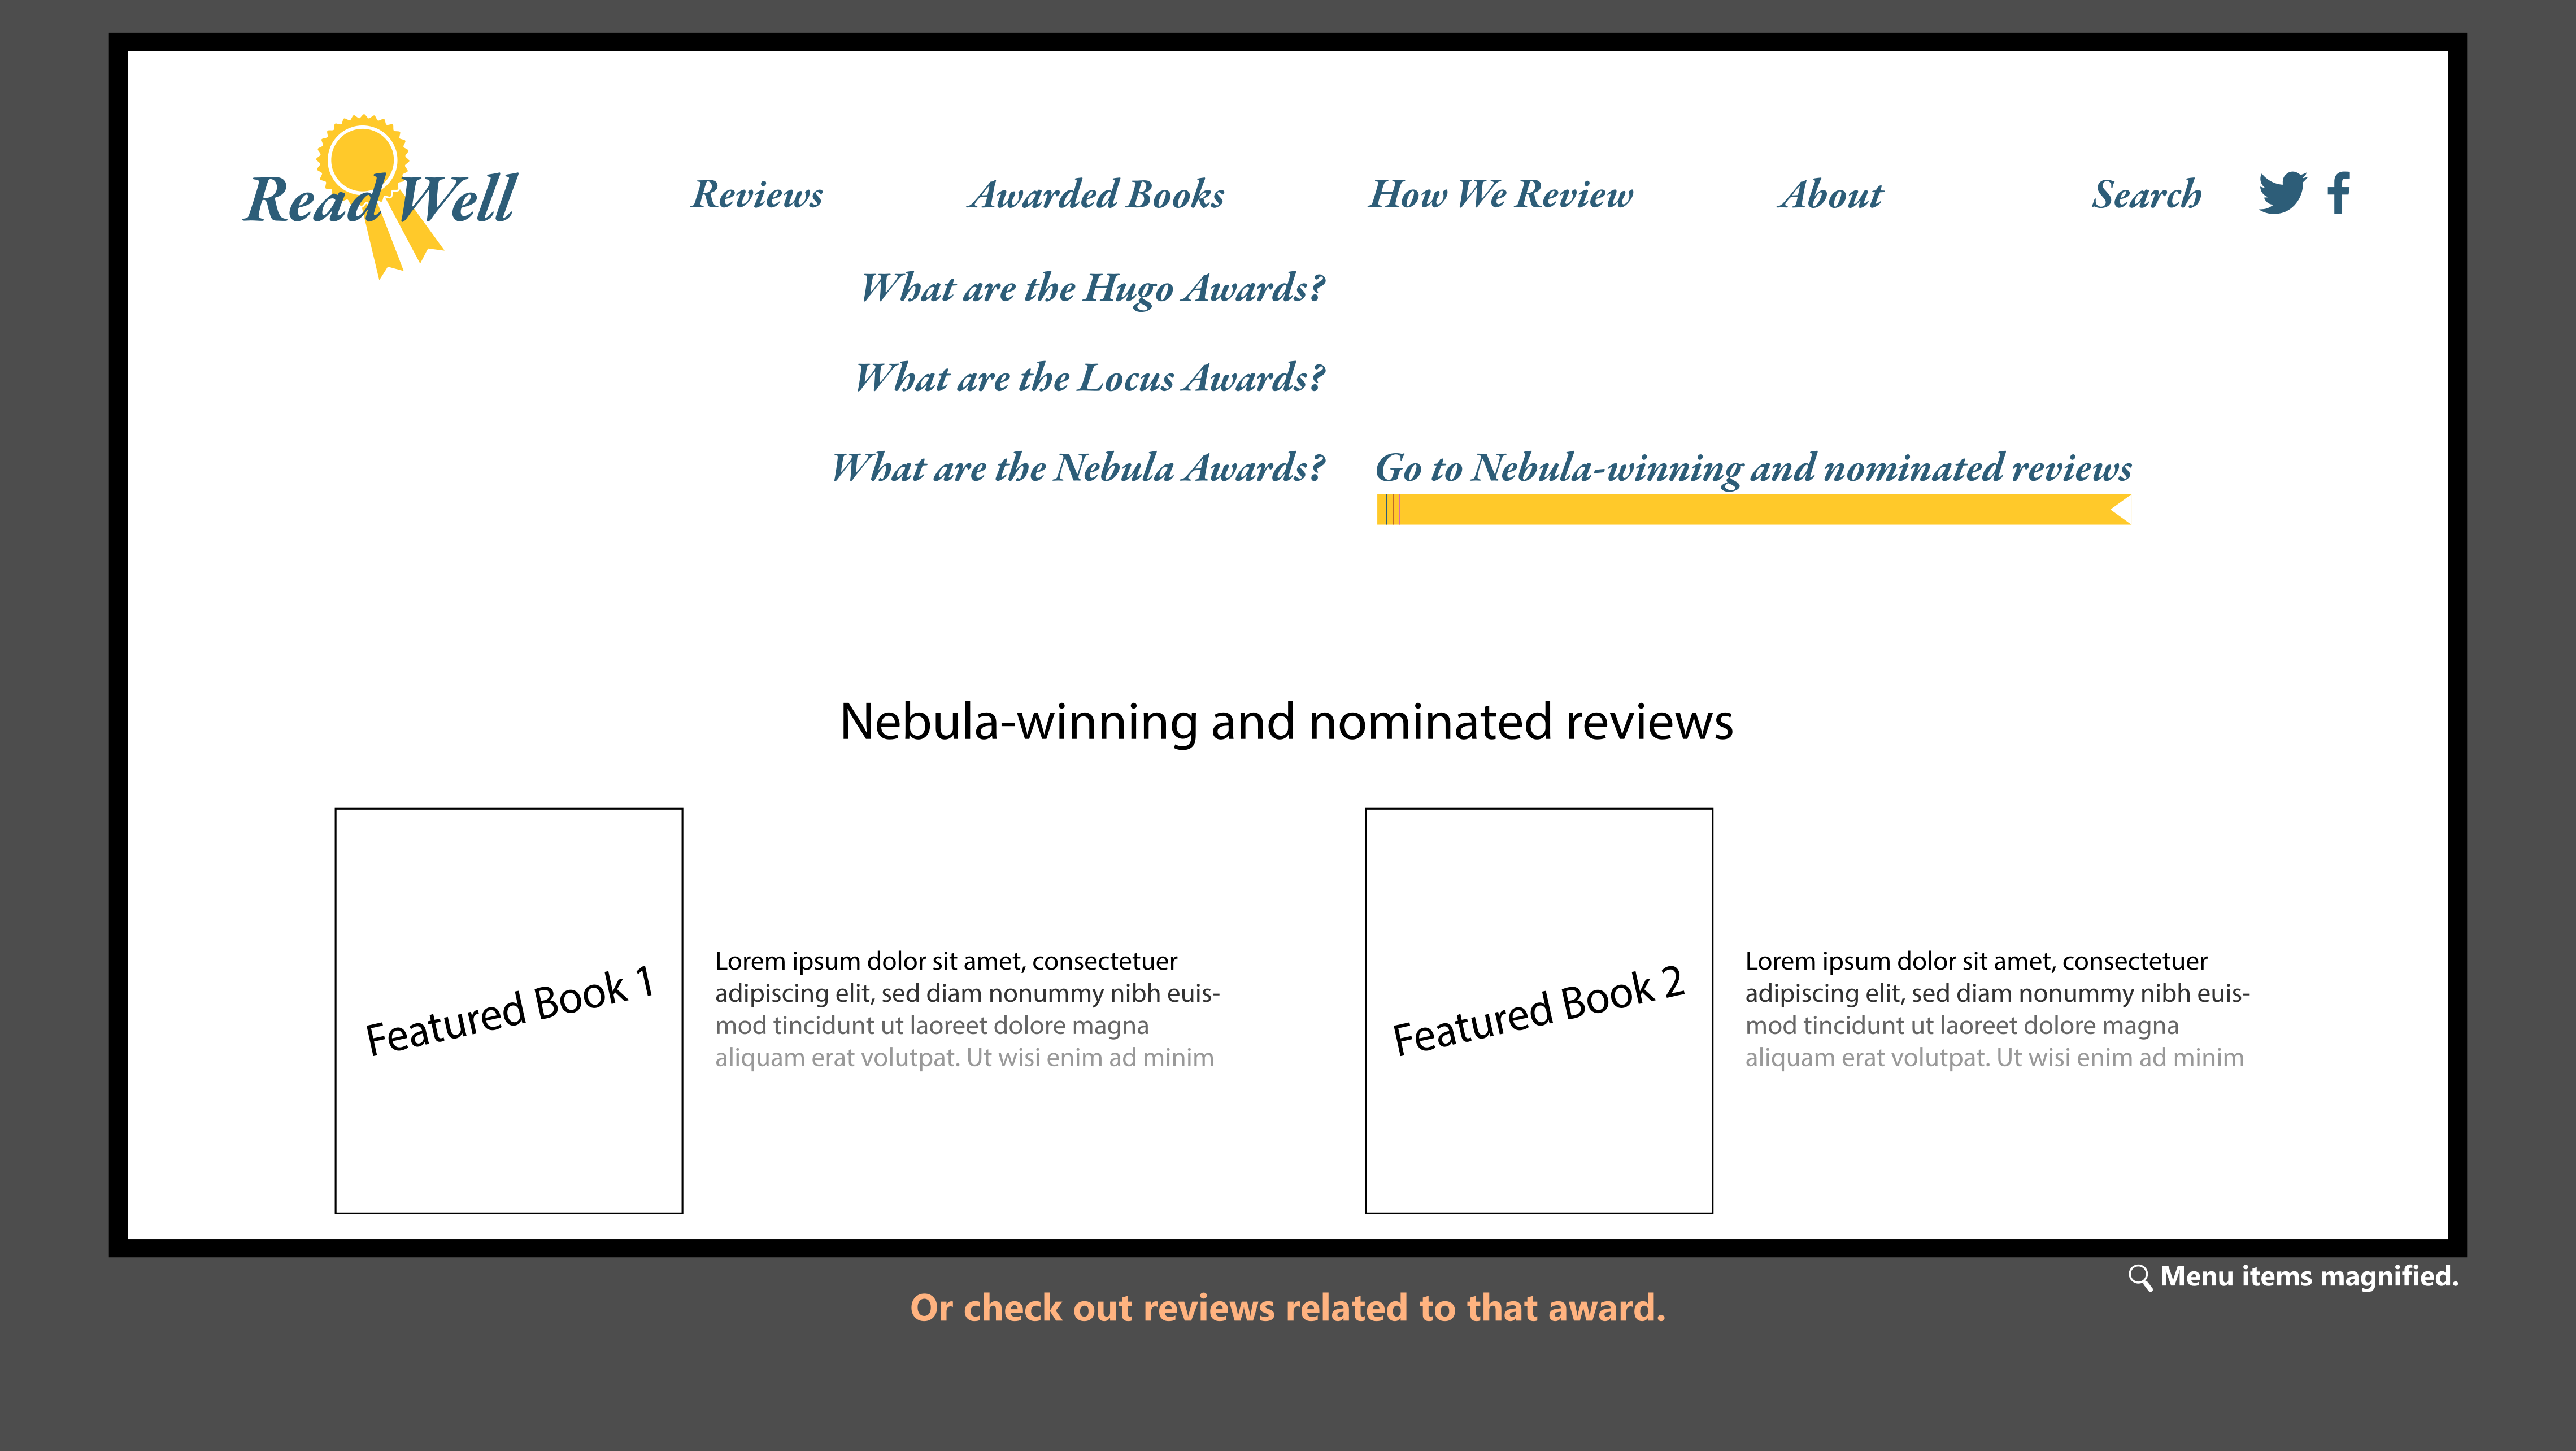 Read Well
Reviews
Awarded Books
How We Review
About
Search
What are the Hugo Awards?
What are the Locus Awards?
What are the Nebula Awards?
Go to Nebula-winning and nominated reviews
Nebula-winning and nominated reviews
Featured Book 1
Lorem ipsum dolor sit amet, consectetuer
adipiscing elit, sed diam nonummy nibh euis-
mod tincidunt ut laoreet dolore magna
aliquam erat volutpat. Ut wisi enim ad minim
Featured Book 2
Lorem ipsum dolor sit amet, consectetuer
adipiscing elit, sed diam nonummy nibh euis-
mod tincidunt ut laoreet dolore magna
aliquam erat volutpat. Ut wisi enim ad minim
Menu items magnified.
Or check out reviews related to that award.